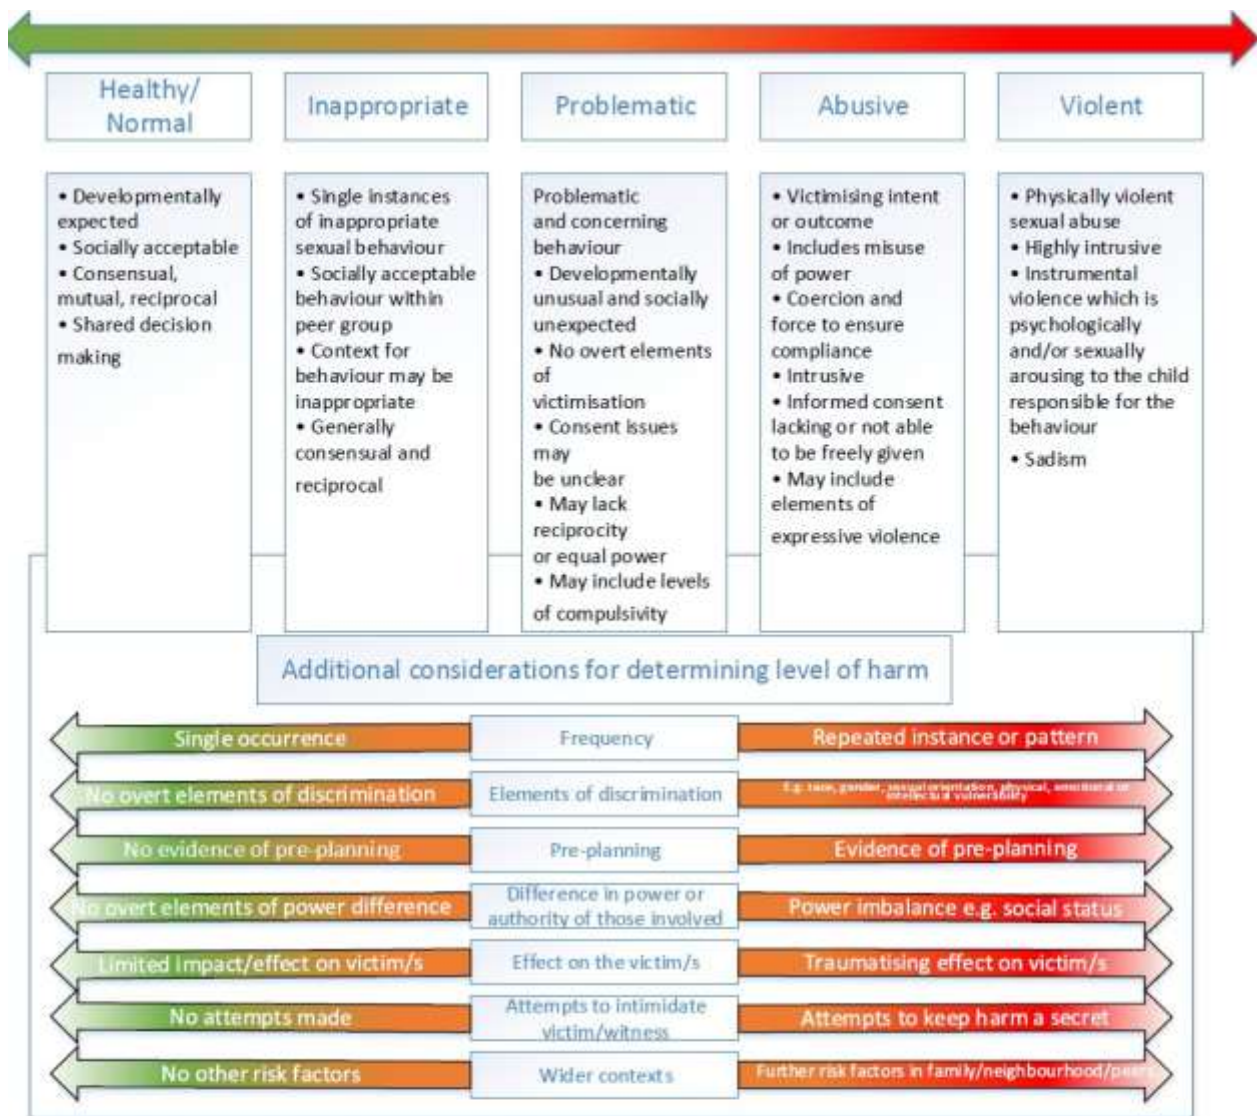 Healthy/
Normal
Inappropriate
Problematic
Abusive
Violent
• Developmentally
expected
• Socially acceptable
• Consensual,
mutual, reciprocal
• Shared decision
making
• Single instances
of inappropriate
sexual behaviour
• Socially acceptable
behaviour within
peer group
• Context for
behaviour may be
inappropriate
• Generally
consensual and
reciprocal
Problematic
and concerning
behaviour
• Developmentally
unusual and socially
unexpected
• No overt elements
of
victimisation
• Consent issues
may
be unclear
• May lack
reciprocity
or equal power
• May include levels
of compulsivity
• Victimising intent
or outcome
• Includes misuse
of power
• Coercion and
force to ensure
compliance
• Intrusive
• Informed consent
lacking or not able
to be freely given
• May include
elements of
expressive violence
• Physically violent
sexual abuse
• Highly intrusive
• Instrumental
violence which is
psychologically
and/or sexually
arousing to the child
responsible for the
behaviour
• Sadism
Additional considerations for determining level of harm
Single occurrence
Frequency
Repeated instance or pattern
No overt elements of discrimination
Elements of discrimination
E.g. race, gender, sexual orientation, physical, emotional or
intellectual vulnerability
No evidence of pre-planning
Pre-planning
Evidence of pre-planning
No overt elements of power difference
Difference in power or
authority of those involved
Power imbalance e.g. social status
Limited impact/effect on victim/s
Effect on the victim/s
Traumatising effect on victim/s
No attempts made
Attempts to intimidate
victim/witness
Attempts to keep harm a secret
No other risk factors
Wider contexts
Further risk factors in family/neighbourhood/peers